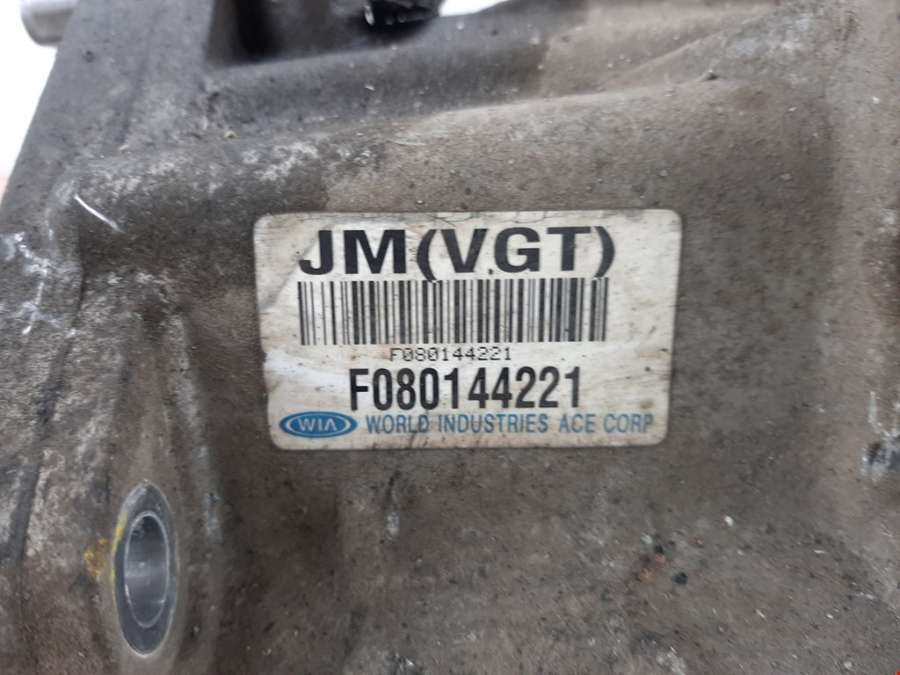 JM(V.GT)
F080144221
F080144221
WIA WORLD INDUSTRIES ACE CORP